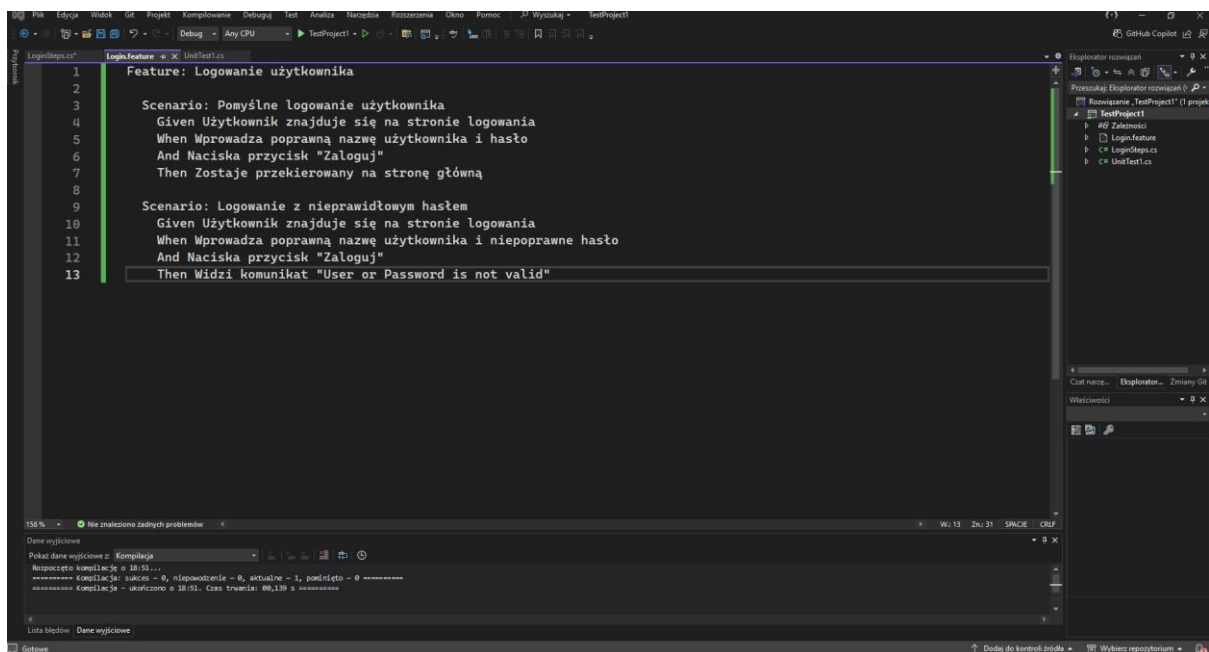 Plik Edycja Widok Git Projekt Kompilowanie Debuguj Test Analiza Narzędzia Rozszerzenia Okno Pomoc Wyszukaj TestProject1
Debug Any CPU TestProject1 GitHub Copilot
Przybornik
LoginSteps.cs* Login.feature UnitTest1.cs
1 Feature: Logowanie użytkownika
2
3 Scenario: Pomyślne logowanie użytkownika
4 Given Użytkownik znajduje się na stronie logowania
5 When Wprowadza poprawną nazwę użytkownika i hasło
6 And Naciska przycisk "Zaloguj"
7 Then Zostaje przekierowany na stronę główną
8
9 Scenario: Logowanie z nieprawidłowym hasłem
10 Given Użytkownik znajduje się na stronie logowania
11 When Wprowadza poprawną nazwę użytkownika i niepoprawne hasło
12 And Naciska przycisk "Zaloguj"
13 Then Widzi komunikat "User or Password is not valid"
150 % Nie znaleziono żadnych problemów W.: 13 Zn.: 31 SPACJE CRLF
Dane wyjściowe
Pokaż dane wyjściowe z: Kompilacja
Rozpoczęto kompilację o 18:51...
========== Kompilacja: sukces — 0, niepowodzenie — 0, aktualne — 1, pominięto — 0 ==========
========== Kompilacja — ukończono o 18:51. Czas trwania: 00,139 s ==========
Lista błędów Dane wyjściowe
Eksplorator rozwiązań
Przeszukaj: Eksplorator rozwiązań (
Rozwiązanie „TestProject1" (1 projek
TestProject1
Zależności
Login.feature
C# LoginSteps.cs
C# UnitTest1.cs
Czat narzę... Eksplorator... Zmiany Git
Właściwości
Gotowe Dodaj do kontroli źródła Wybierz repozytorium